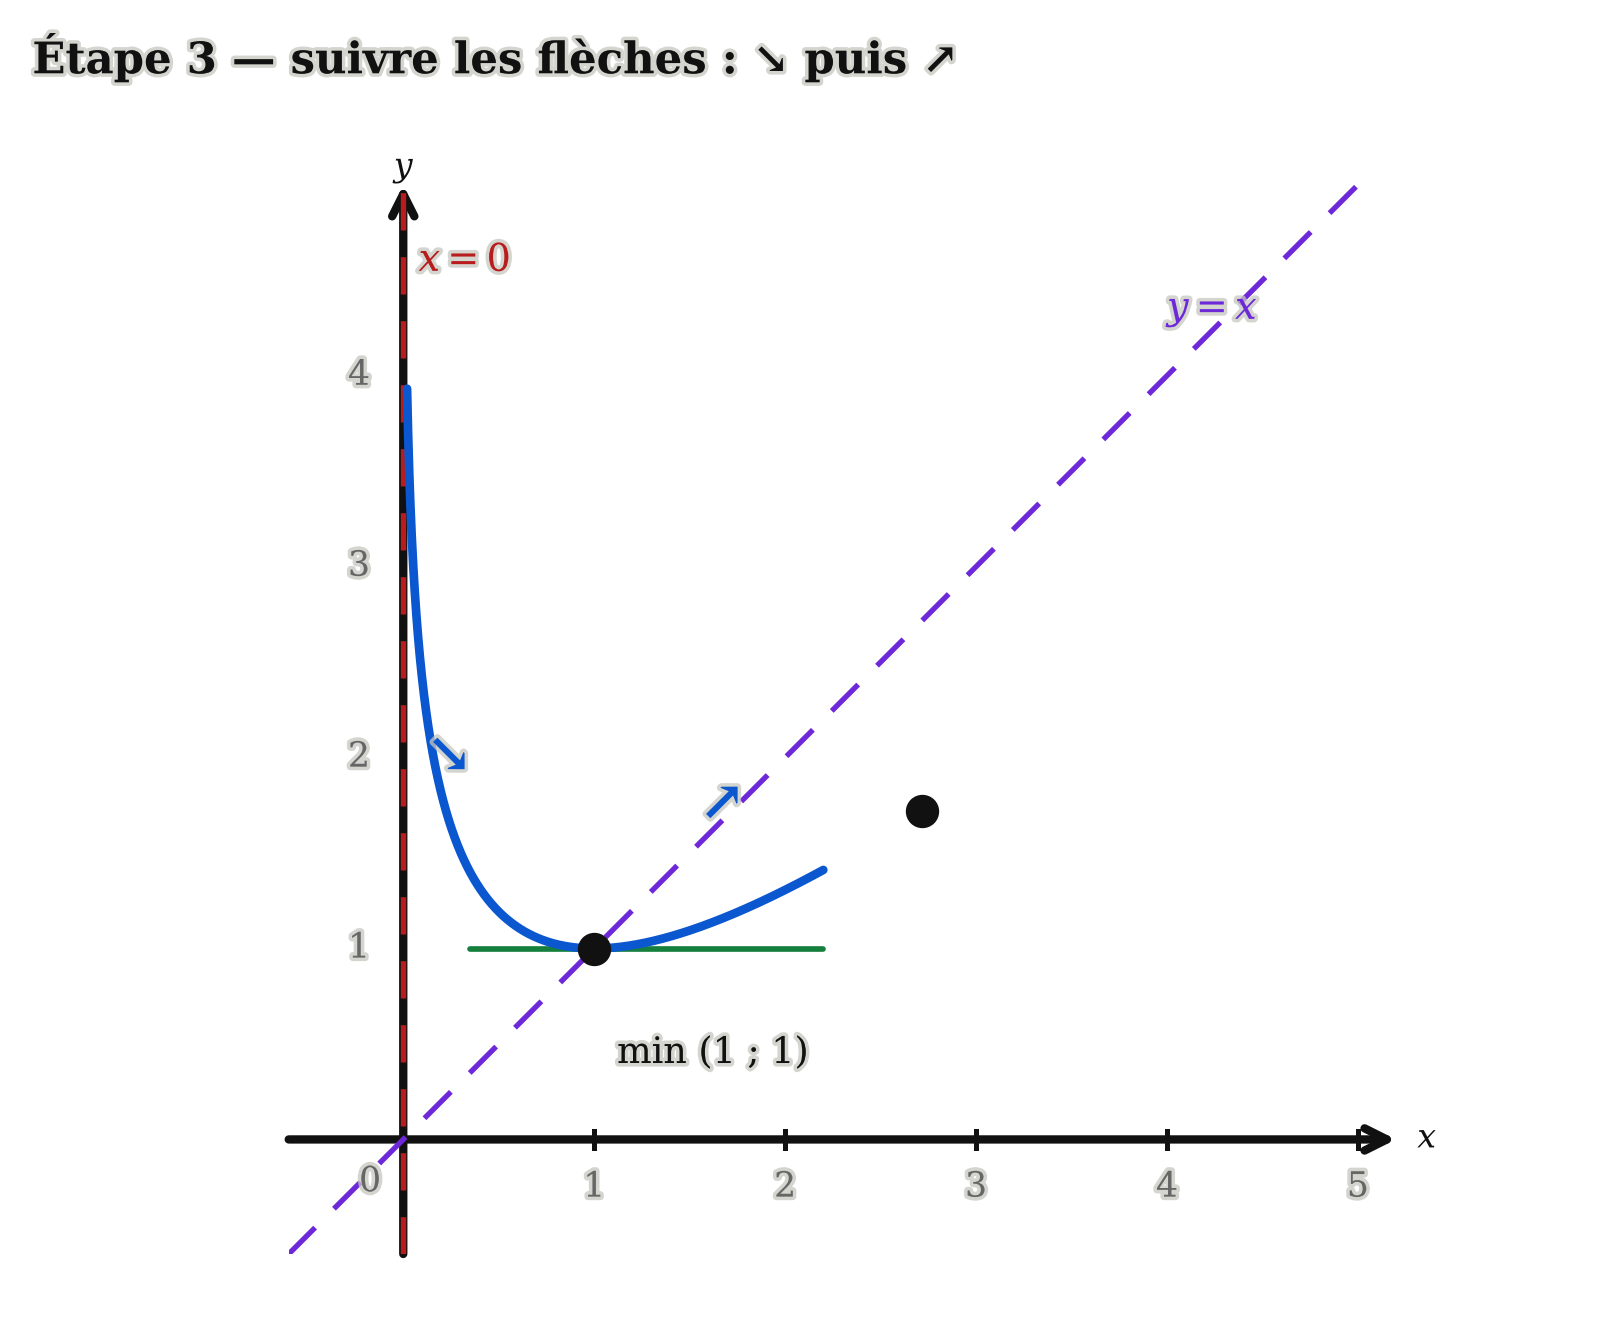 Étape 3 — suivre les flèches : ↘ puis ↗
y
x = 0
y = x
4
3
2
↘
↗
1
min (1 ; 1)
x
0
1
2
3
4
5